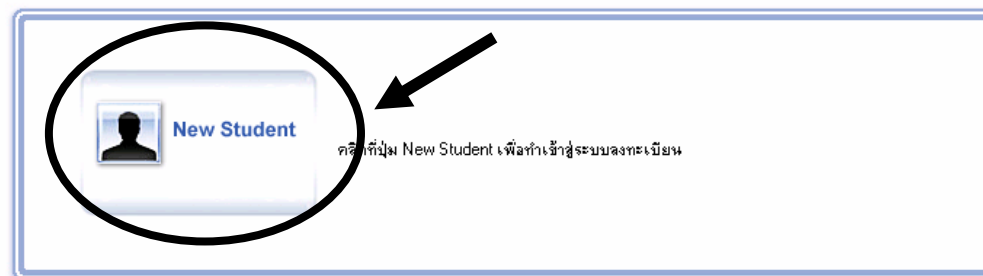 New Student
คลิกที่ปุ่ม New Student เพื่อทำเข้าสู่ระบบลงทะเบียน